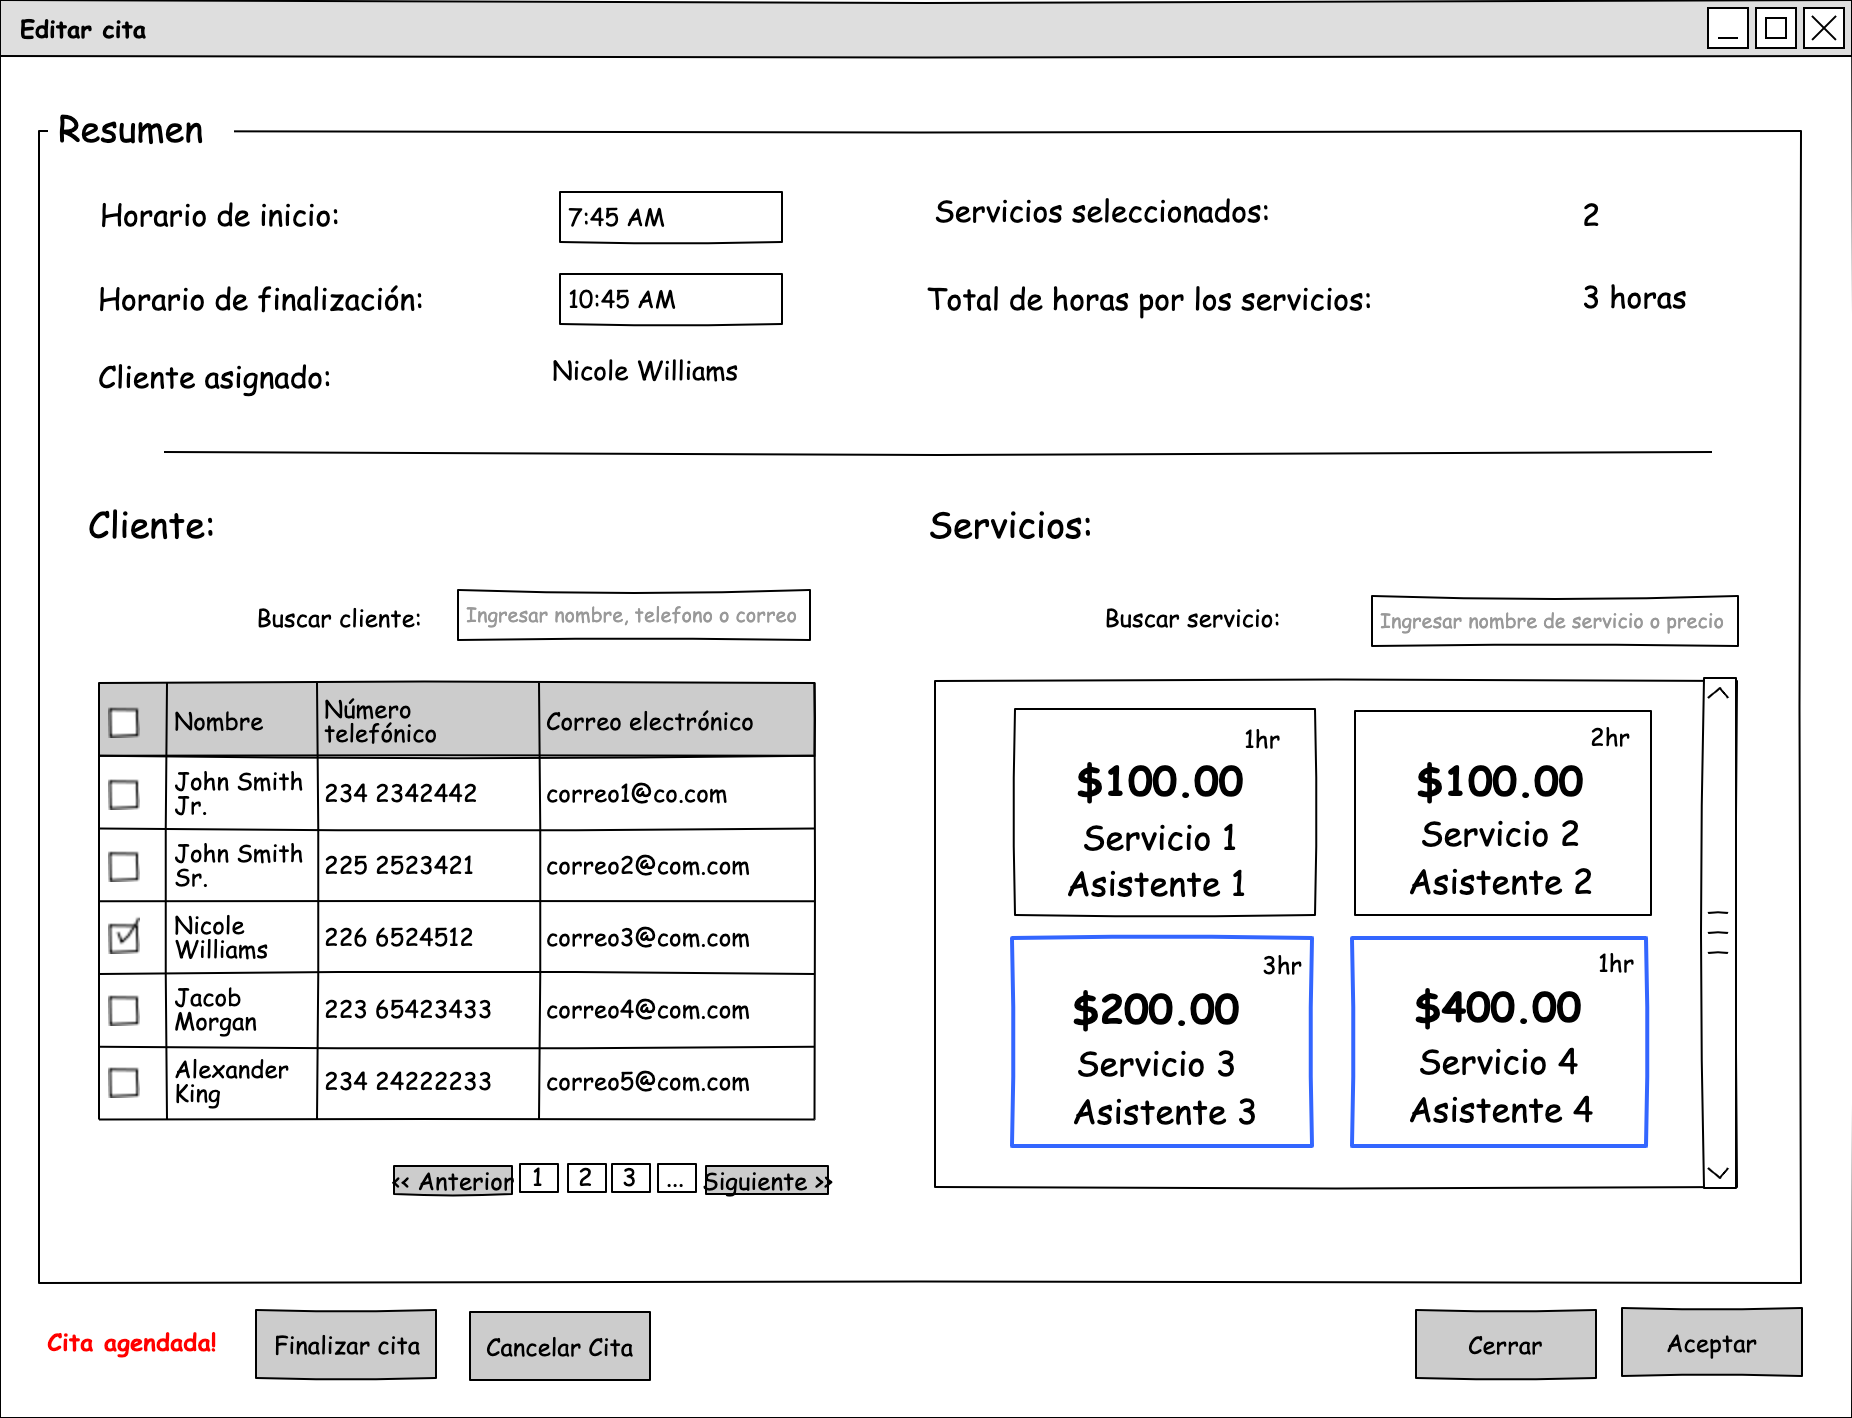 Editar cita
Resumen
Horario de inicio:
7:45 AM
Servicios seleccionados:
2
Horario de finalización:
10:45 AM
Total de horas por los servicios:
3 horas
Cliente asignado:
Nicole Williams
Cliente:
Servicios:
Buscar cliente:
Ingresar nombre, telefono o correo
Buscar servicio:
Ingresar nombre de servicio o precio
Nombre
Número
telefónico
Correo electrónico
John Smith
Jr.
234 2342442
correo1@co.com
John Smith
Sr.
225 2523421
correo2@com.com
Nicole
Williams
226 6524512
correo3@com.com
Jacob
Morgan
223 65423433
correo4@com.com
Alexander
King
234 24222233
correo5@com.com
<< Anterior
1
2
3
...
Siguiente >>
1hr
$100.00
Servicio 1
Asistente 1
2hr
$100.00
Servicio 2
Asistente 2
3hr
$200.00
Servicio 3
Asistente 3
1hr
$400.00
Servicio 4
Asistente 4
Cita agendada!
Finalizar cita
Cancelar Cita
Cerrar
Aceptar